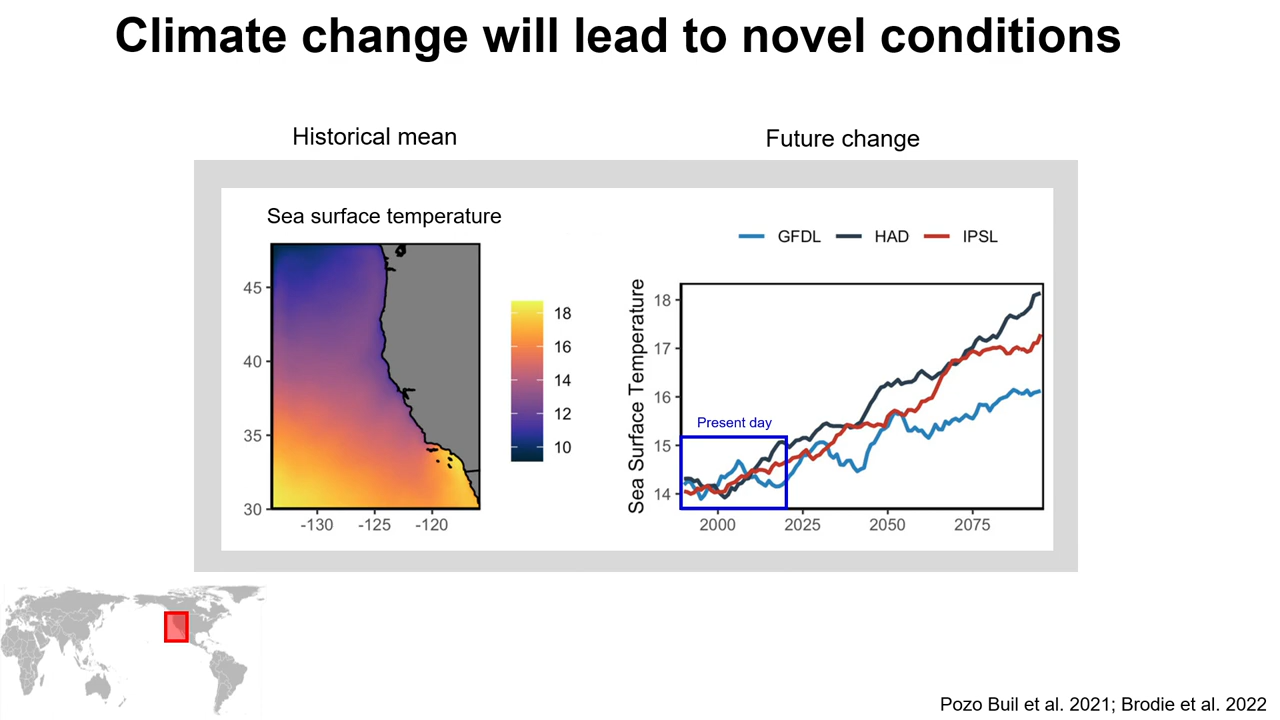 Climate change will lead to novel conditions
Historical mean
Future change
Sea surface temperature
45
40
35
30
-130 -125 -120
18
16
14
12
10
GFDL HAD IPSL
Sea Surface Temperature
18
17
16
15
14
Present day
2000 2025 2050 2075
Pozo Buil et al. 2021; Brodie et al. 2022